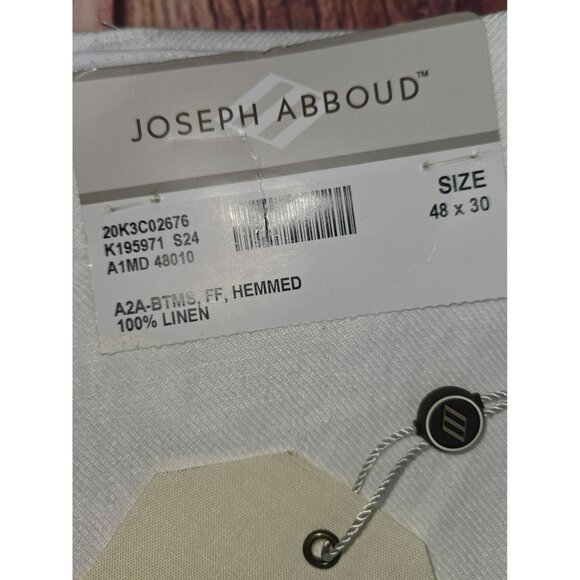 JOSEPH ABBOUD™
20K3C02676
K195971 S24
A1MD 48010
SIZE
48 x 30
A2A-BTMS, FF, HEMMED
100% LINEN